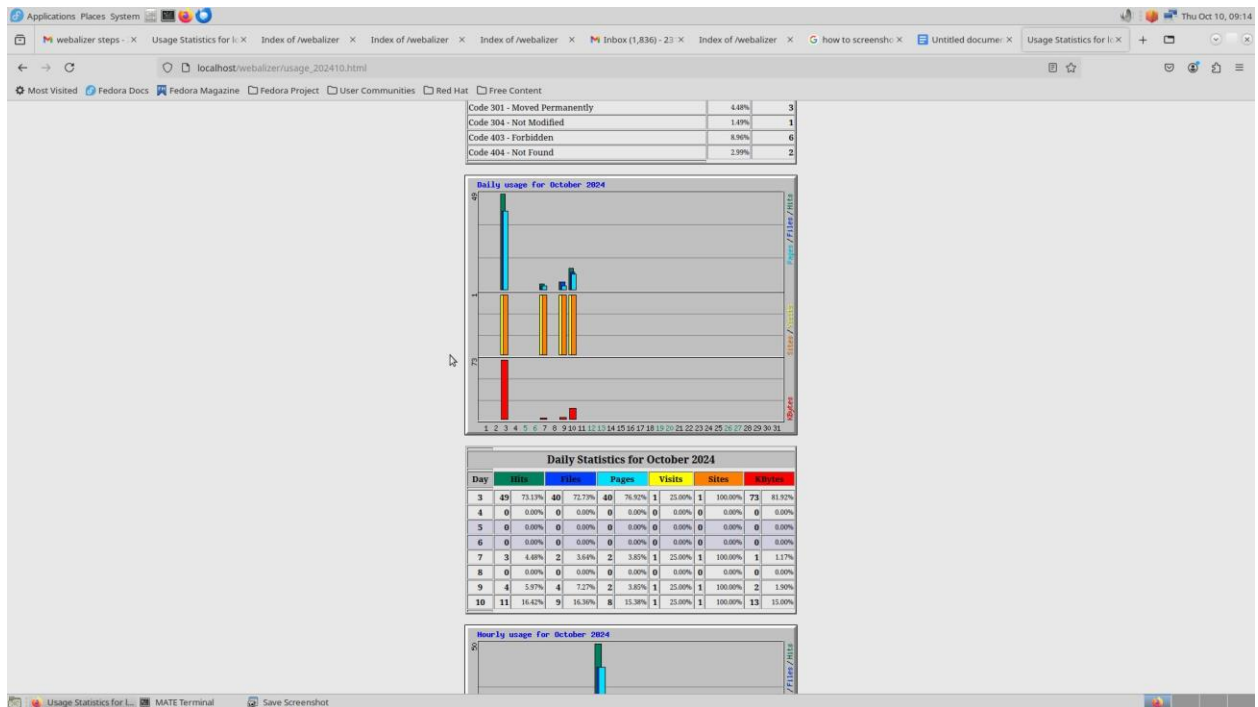 Applications Places System
Thu Oct 10, 09:14
webalizer steps -
Usage Statistics for lo
Index of /webalizer
Index of /webalizer
Index of /webalizer
Inbox (1,836) - 23
Index of /webalizer
how to screensho
Untitled documen
Usage Statistics for lo
localhost/webalizer/usage_202410.html
Most Visited Fedora Docs Fedora Magazine Fedora Project User Communities Red Hat Free Content
Code 301 - Moved Permanently 4.48% 3
Code 304 - Not Modified 1.49% 1
Code 403 - Forbidden 8.96% 6
Code 404 - Not Found 2.99% 2
Daily usage for October 2024
49
Pages / Files / Hits
1
Sites / Visits
73
KBytes
1 2 3 4 5 6 7 8 9 10 11 12 13 14 15 16 17 18 19 20 21 22 23 24 25 26 27 28 29 30 31
Daily Statistics for October 2024
Day Hits Files Pages Visits Sites KBytes
3 49 73.13% 40 72.73% 40 76.92% 1 25.00% 1 100.00% 73 81.92%
4 0 0.00% 0 0.00% 0 0.00% 0 0.00% 0 0.00% 0 0.00%
5 0 0.00% 0 0.00% 0 0.00% 0 0.00% 0 0.00% 0 0.00%
6 0 0.00% 0 0.00% 0 0.00% 0 0.00% 0 0.00% 0 0.00%
7 3 4.48% 2 3.64% 2 3.85% 1 25.00% 1 100.00% 1 1.17%
8 0 0.00% 0 0.00% 0 0.00% 0 0.00% 0 0.00% 0 0.00%
9 4 5.97% 4 7.27% 2 3.85% 1 25.00% 1 100.00% 2 1.90%
10 11 16.42% 9 16.36% 8 15.38% 1 25.00% 1 100.00% 13 15.00%
Hourly usage for October 2024
50
/ Files / Hits
Usage Statistics for l...
MATE Terminal
Save Screenshot